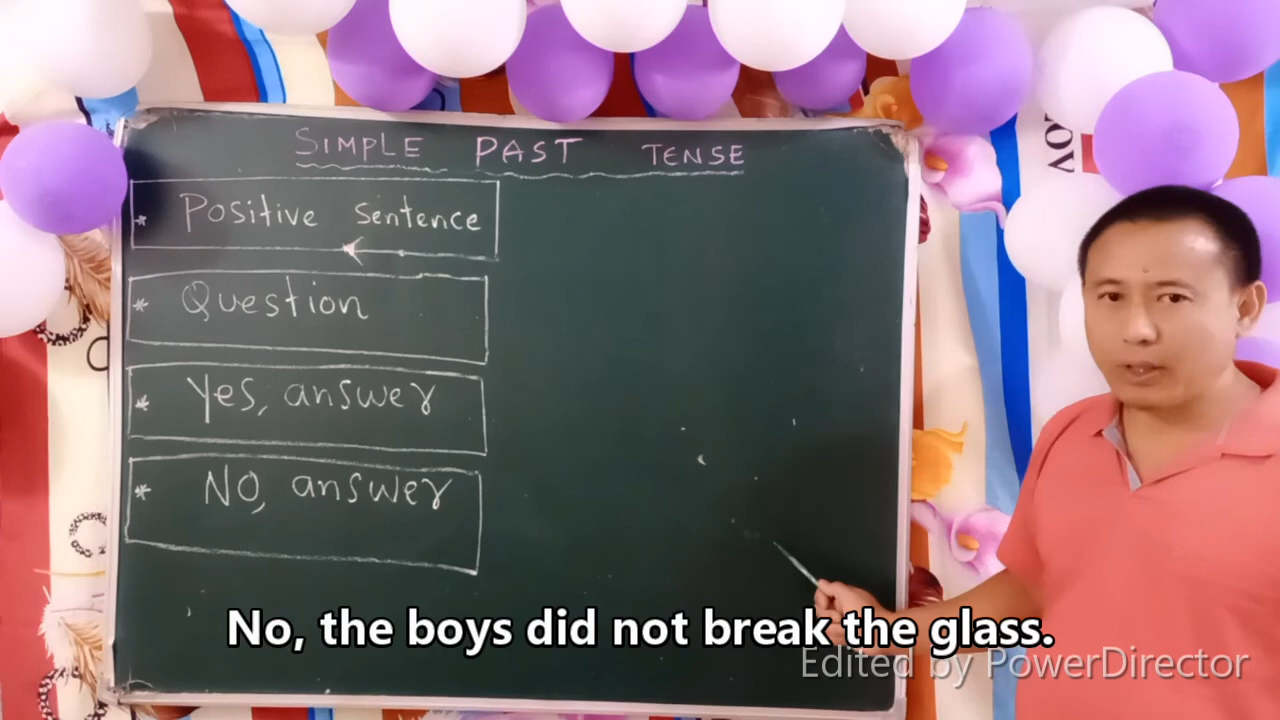 SIMPLE PAST TENSE
* Positive sentence
* Question
* Yes, answer
* No, answer
No, the boys did not break the glass.
Edited by PowerDirector
LOV